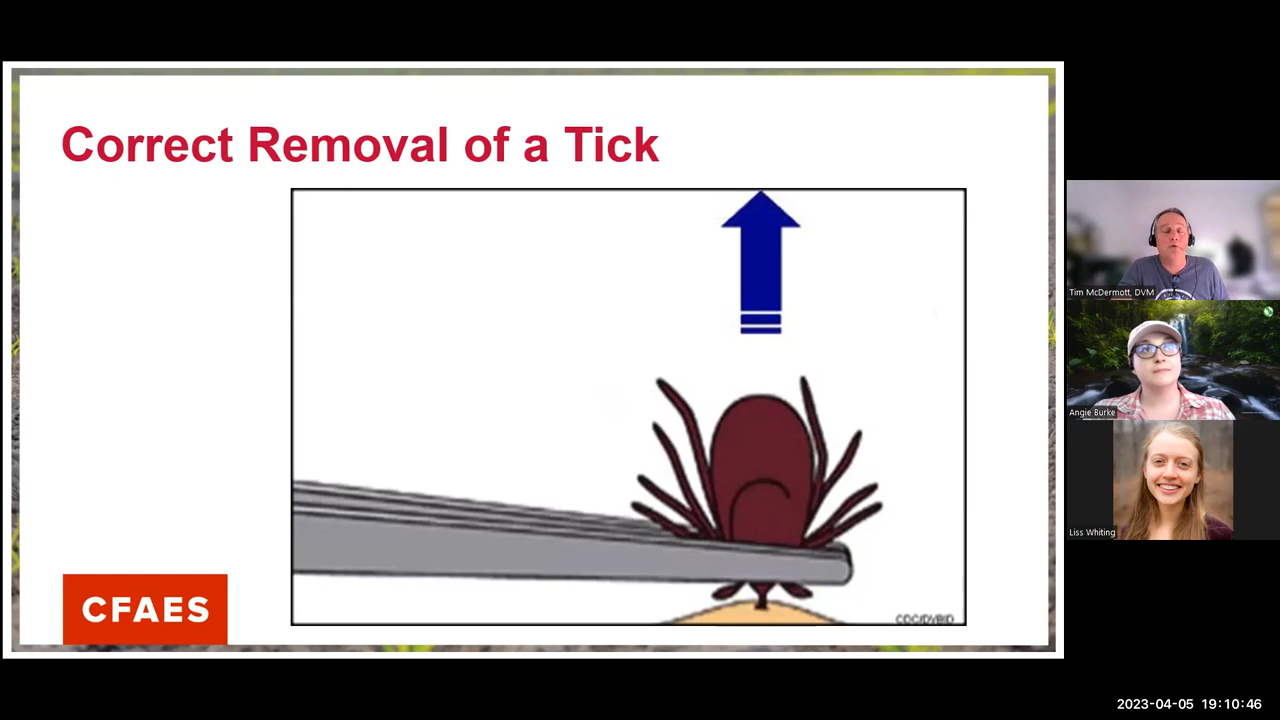 Correct Removal of a Tick
CFAES
CDC/DVBID
Tim McDermott, DVM
Angie Burke
Liss Whiting
2023-04-05 19:10:46